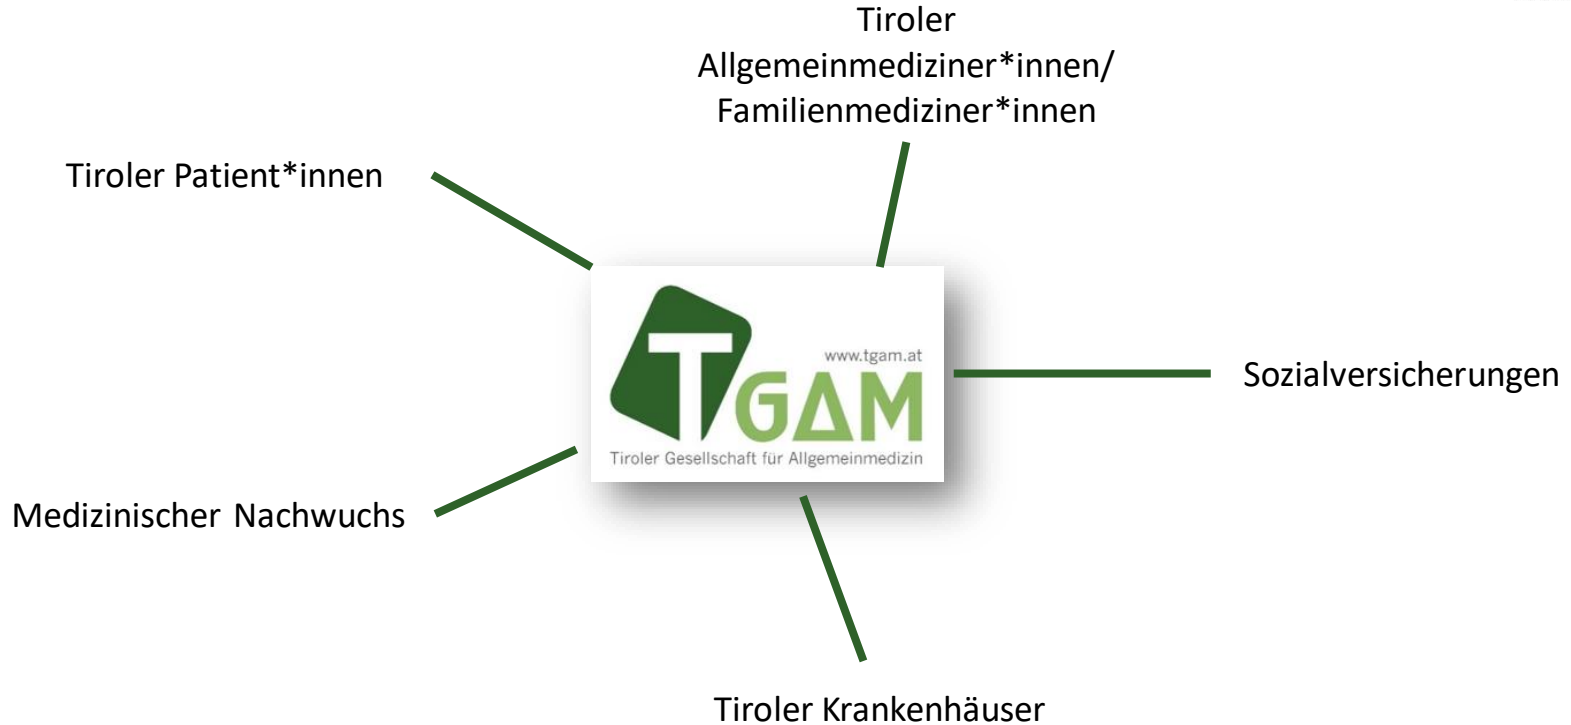 Tiroler
Allgemeinmediziner*innen/
Familienmediziner*innen
Tiroler Patient*innen
www.tgam.at
TGAM
Tiroler Gesellschaft für Allgemeinmedizin
Sozialversicherungen
Medizinischer Nachwuchs
Tiroler Krankenhäuser